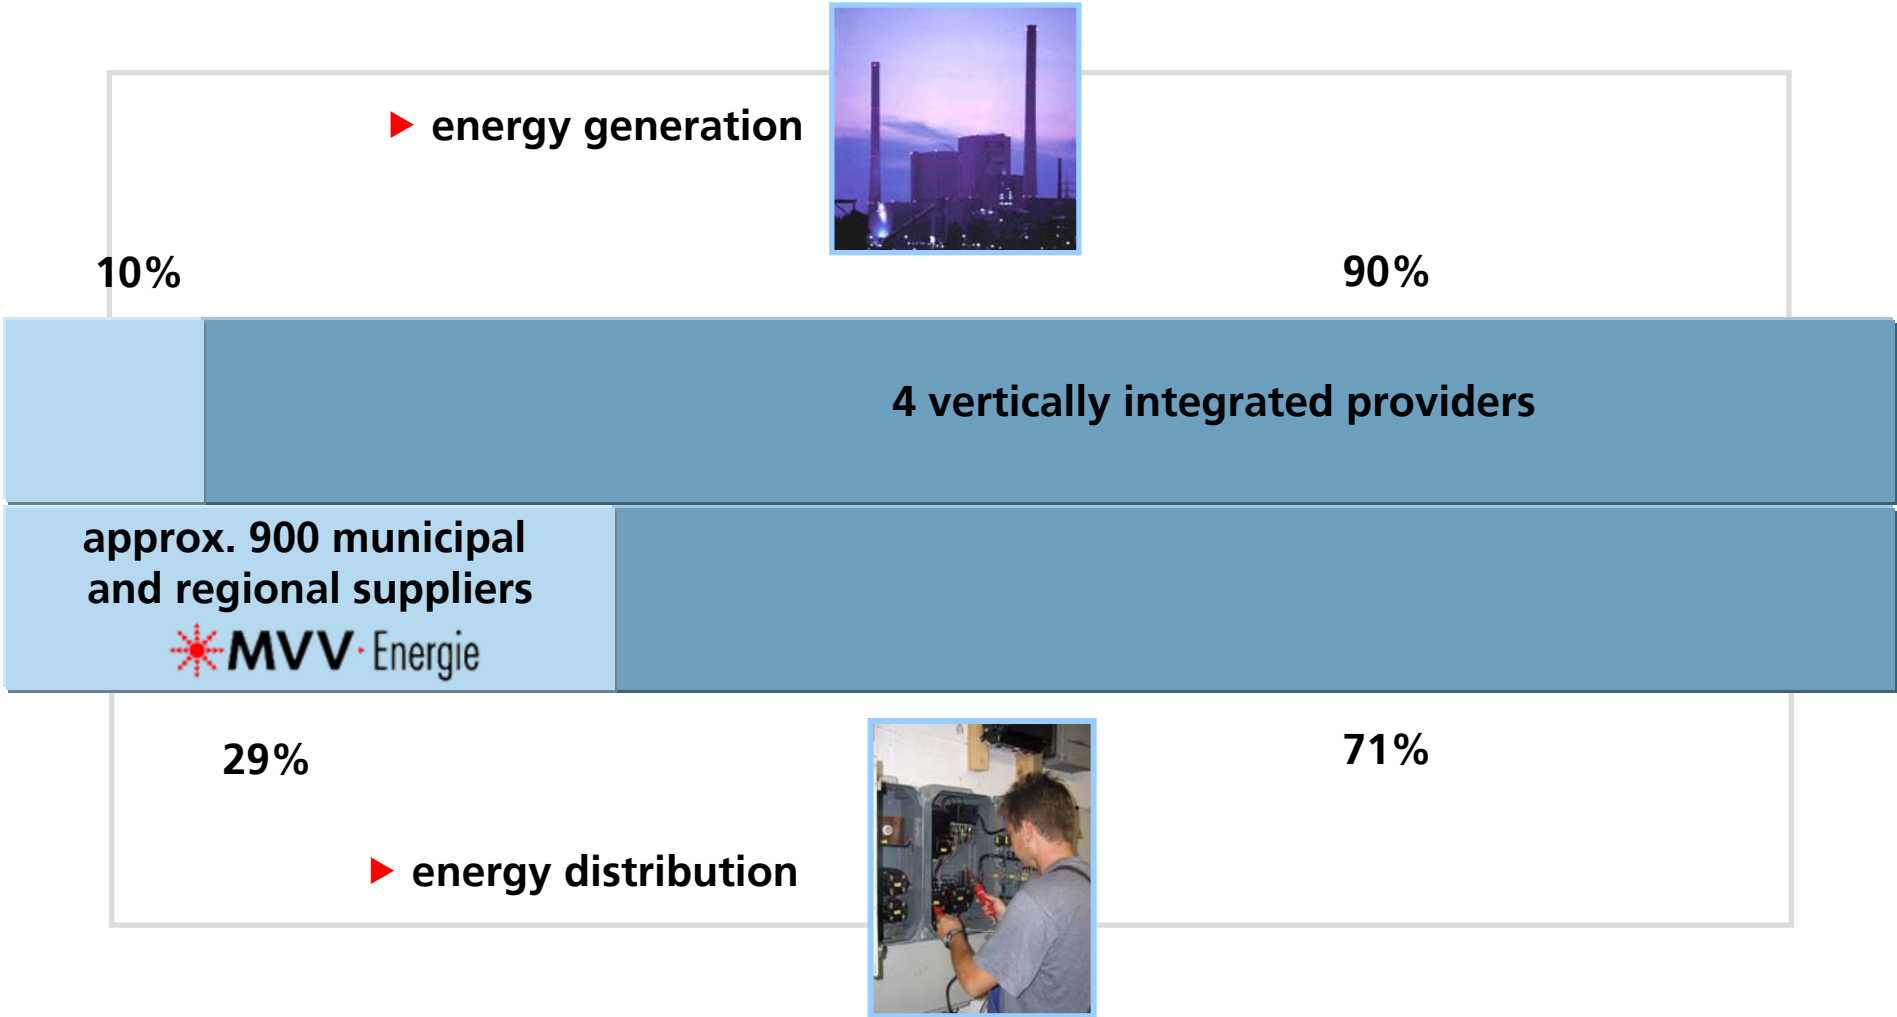 ▶ energy generation
10%
90%
4 vertically integrated providers
approx. 900 municipal
and regional suppliers
MVV Energie
29%
71%
▶ energy distribution